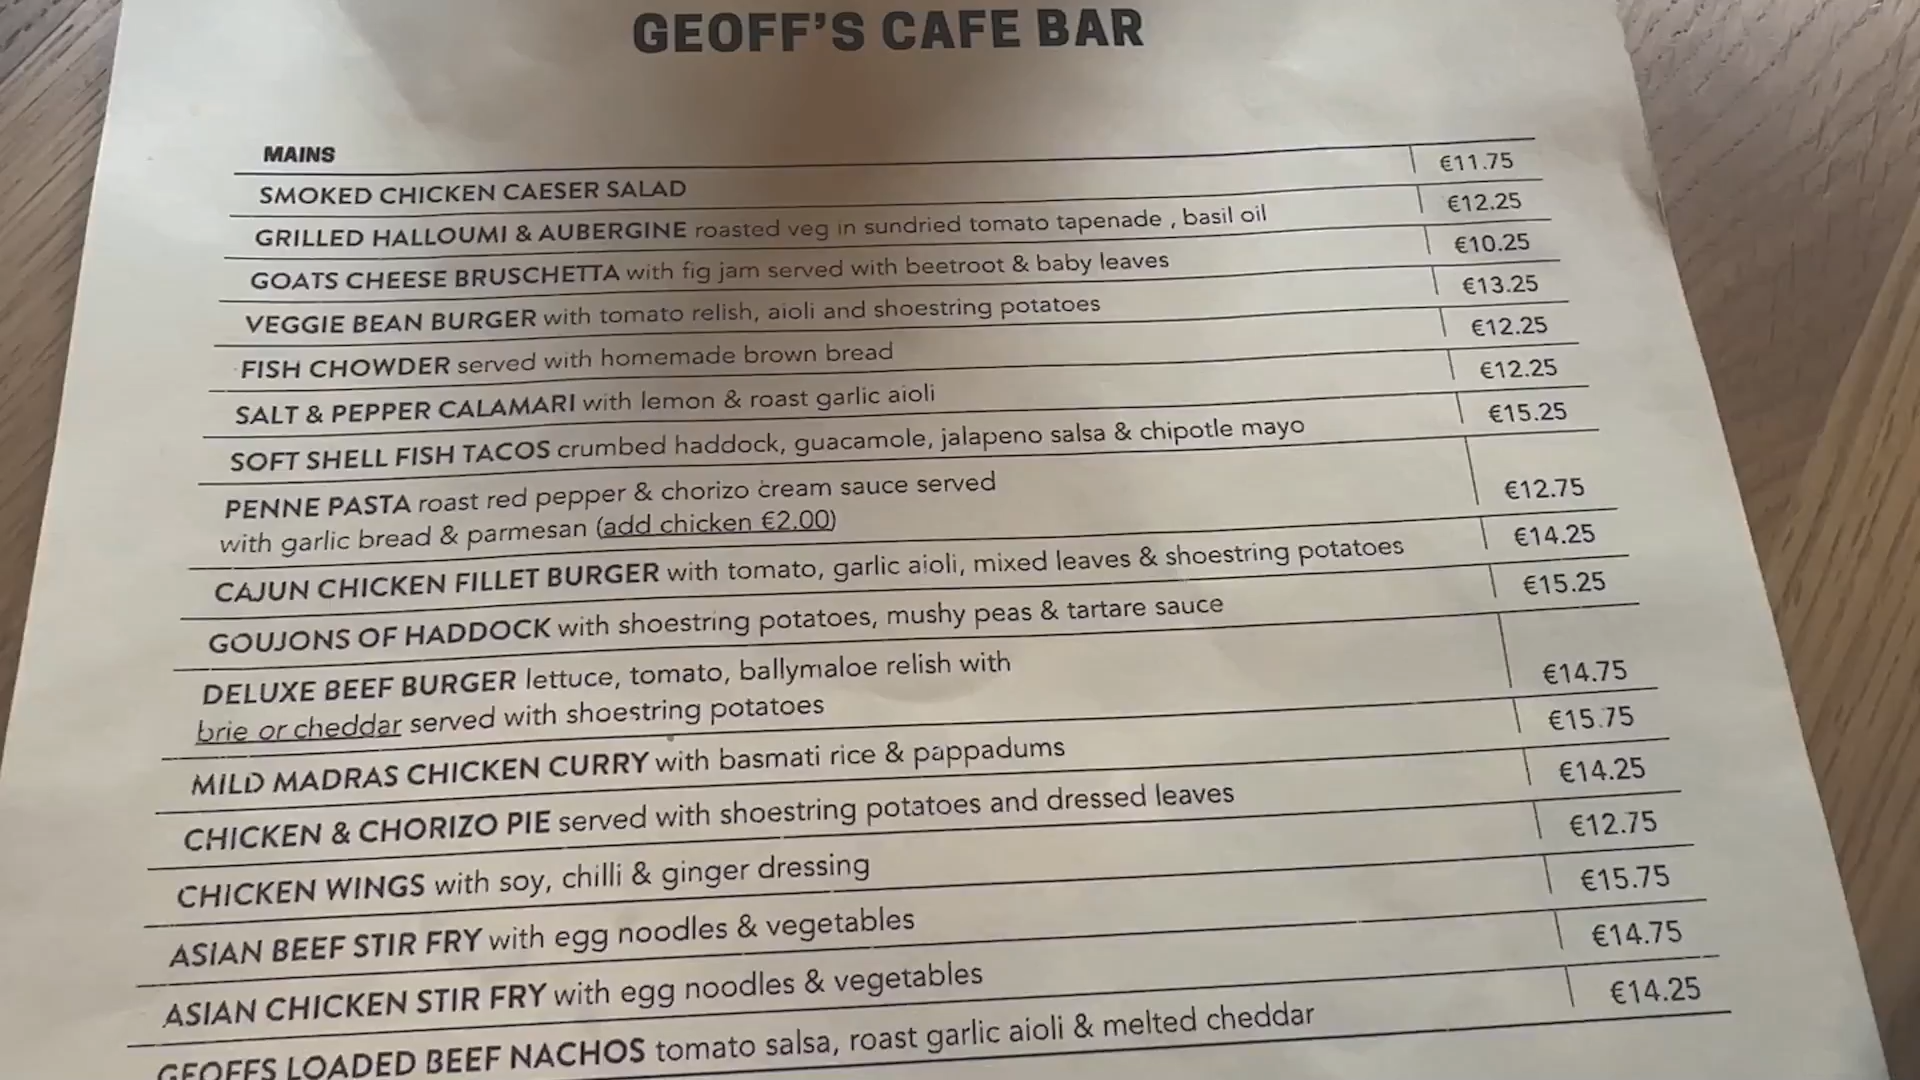 GEOFF'S CAFE BAR
MAINS
SMOKED CHICKEN CAESER SALAD €11.75
GRILLED HALLOUMI & AUBERGINE roasted veg in sundried tomato tapenade , basil oil €12.25
GOATS CHEESE BRUSCHETTA with fig jam served with beetroot & baby leaves €10.25
VEGGIE BEAN BURGER with tomato relish, aioli and shoestring potatoes €13.25
FISH CHOWDER served with homemade brown bread €12.25
SALT & PEPPER CALAMARI with lemon & roast garlic aioli €12.25
SOFT SHELL FISH TACOS crumbed haddock, guacamole, jalapeno salsa & chipotle mayo €15.25
PENNE PASTA roast red pepper & chorizo cream sauce served
with garlic bread & parmesan (add chicken €2.00) €12.75
CAJUN CHICKEN FILLET BURGER with tomato, garlic aioli, mixed leaves & shoestring potatoes €14.25
GOUJONS OF HADDOCK with shoestring potatoes, mushy peas & tartare sauce €15.25
DELUXE BEEF BURGER lettuce, tomato, ballymaloe relish with
brie or cheddar served with shoestring potatoes €14.75
MILD MADRAS CHICKEN CURRY with basmati rice & pappadums €15.75
CHICKEN & CHORIZO PIE served with shoestring potatoes and dressed leaves €14.25
CHICKEN WINGS with soy, chilli & ginger dressing €12.75
ASIAN BEEF STIR FRY with egg noodles & vegetables €15.75
ASIAN CHICKEN STIR FRY with egg noodles & vegetables €14.75
GEOFFS LOADED BEEF NACHOS tomato salsa, roast garlic aioli & melted cheddar €14.25